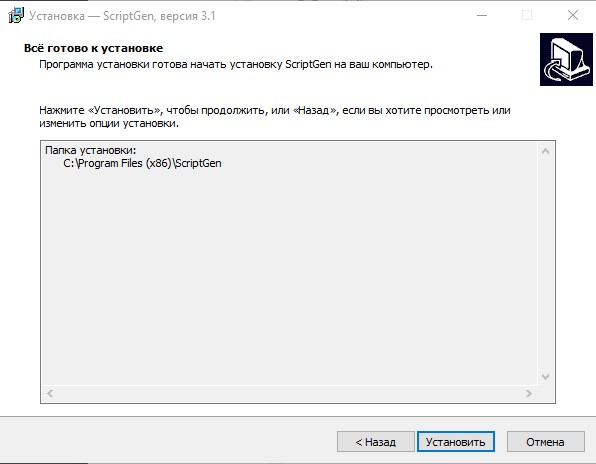 Установка — ScriptGen, версия 3.1
Всё готово к установке
Программа установки готова начать установку ScriptGen на ваш компьютер.
Нажмите «Установить», чтобы продолжить, или «Назад», если вы хотите просмотреть или
изменить опции установки.
Папка установки:
C:\Program Files (x86)\ScriptGen
< Назад
Установить
Отмена